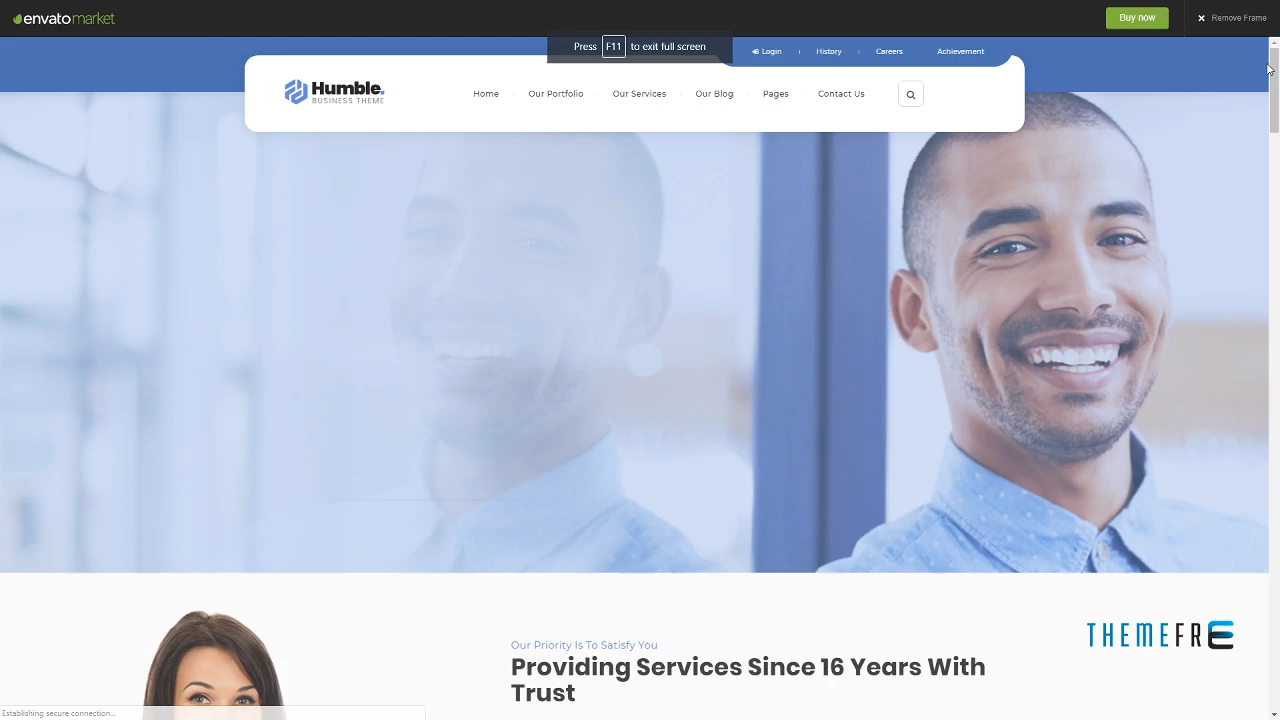 envato market
Buy now
Remove Frame
Press F11 to exit full screen
Login
History
Careers
Achievement
Humble.
BUSINESS THEME
Home
Our Portfolio
Our Services
Our Blog
Pages
Contact Us
Our Priority Is To Satisfy You
Providing Services Since 16 Years With
Trust
THEMEFRE
Establishing secure connection...